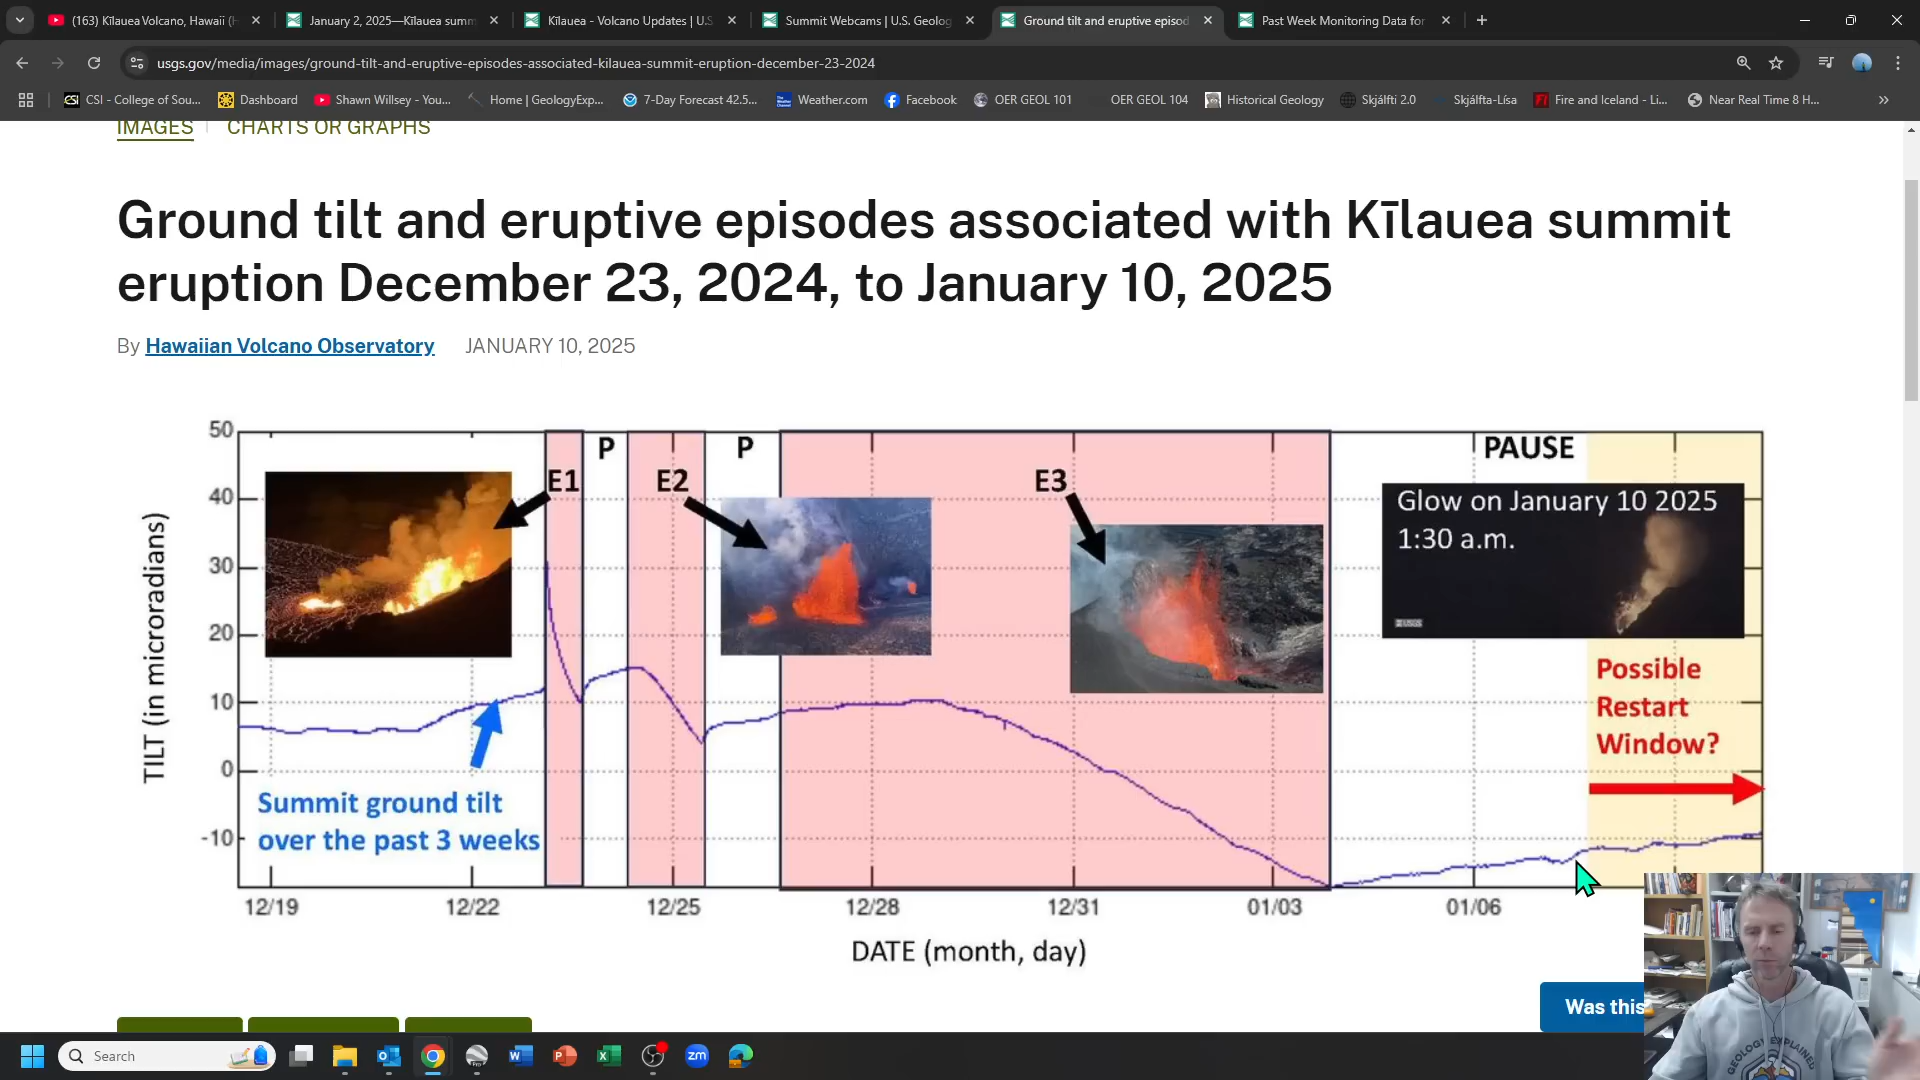 (163) Kīlauea Volcano, Hawaii (H
January 2, 2025—Kīlauea summ
Kīlauea - Volcano Updates | U.S
Summit Webcams | U.S. Geolog
Ground tilt and eruptive episod
Past Week Monitoring Data for
usgs.gov/media/images/ground-tilt-and-eruptive-episodes-associated-kilauea-summit-eruption-december-23-2024
CSI - College of Sou...
Dashboard
Shawn Willsey - You...
Home | GeologyExp...
7-Day Forecast 42.5...
Weather.com
Facebook
OER GEOL 101
OER GEOL 104
Historical Geology
Skjálfti 2.0
Skjálfta-Lísa
Fire and Iceland - Li...
Near Real Time 8 H...
IMAGES
CHARTS OR GRAPHS
Ground tilt and eruptive episodes associated with Kīlauea summit
eruption December 23, 2024, to January 10, 2025
By Hawaiian Volcano Observatory JANUARY 10, 2025
TILT (in microradians)
50
40
30
20
10
0
-10
E1
P
E2
P
E3
PAUSE
Glow on January 10 2025
1:30 a.m.
USGS
Possible
Restart
Window?
Summit ground tilt
over the past 3 weeks
12/19
12/22
12/25
12/28
12/31
01/03
01/06
DATE (month, day)
Was this
Search
GEOLOGY EXPLAINED